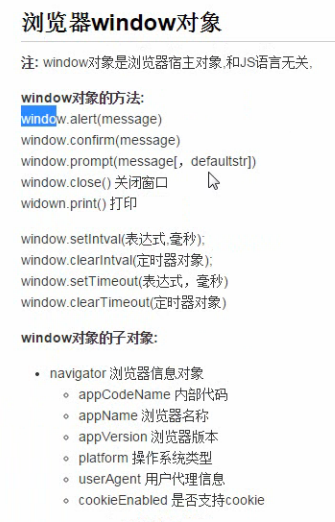 浏览器window对象
注: window对象是浏览器宿主对象,和JS语言无关,
window对象的方法:
window.alert(message)
window.confirm(message)
window.prompt(message[，defaultstr])
window.close() 关闭窗口
widown.print() 打印
window.setIntval(表达式,毫秒);
window.clearIntval(定时器对象);
window.setTimeout(表达式，毫秒)
window.clearTimeout(定时器对象)
window对象的子对象:
navigator 浏览器信息对象
appCodeName 内部代码
appName 浏览器名称
appVersion 浏览器版本
platform 操作系统类型
userAgent 用户代理信息
cookieEnabled 是否支持cookie